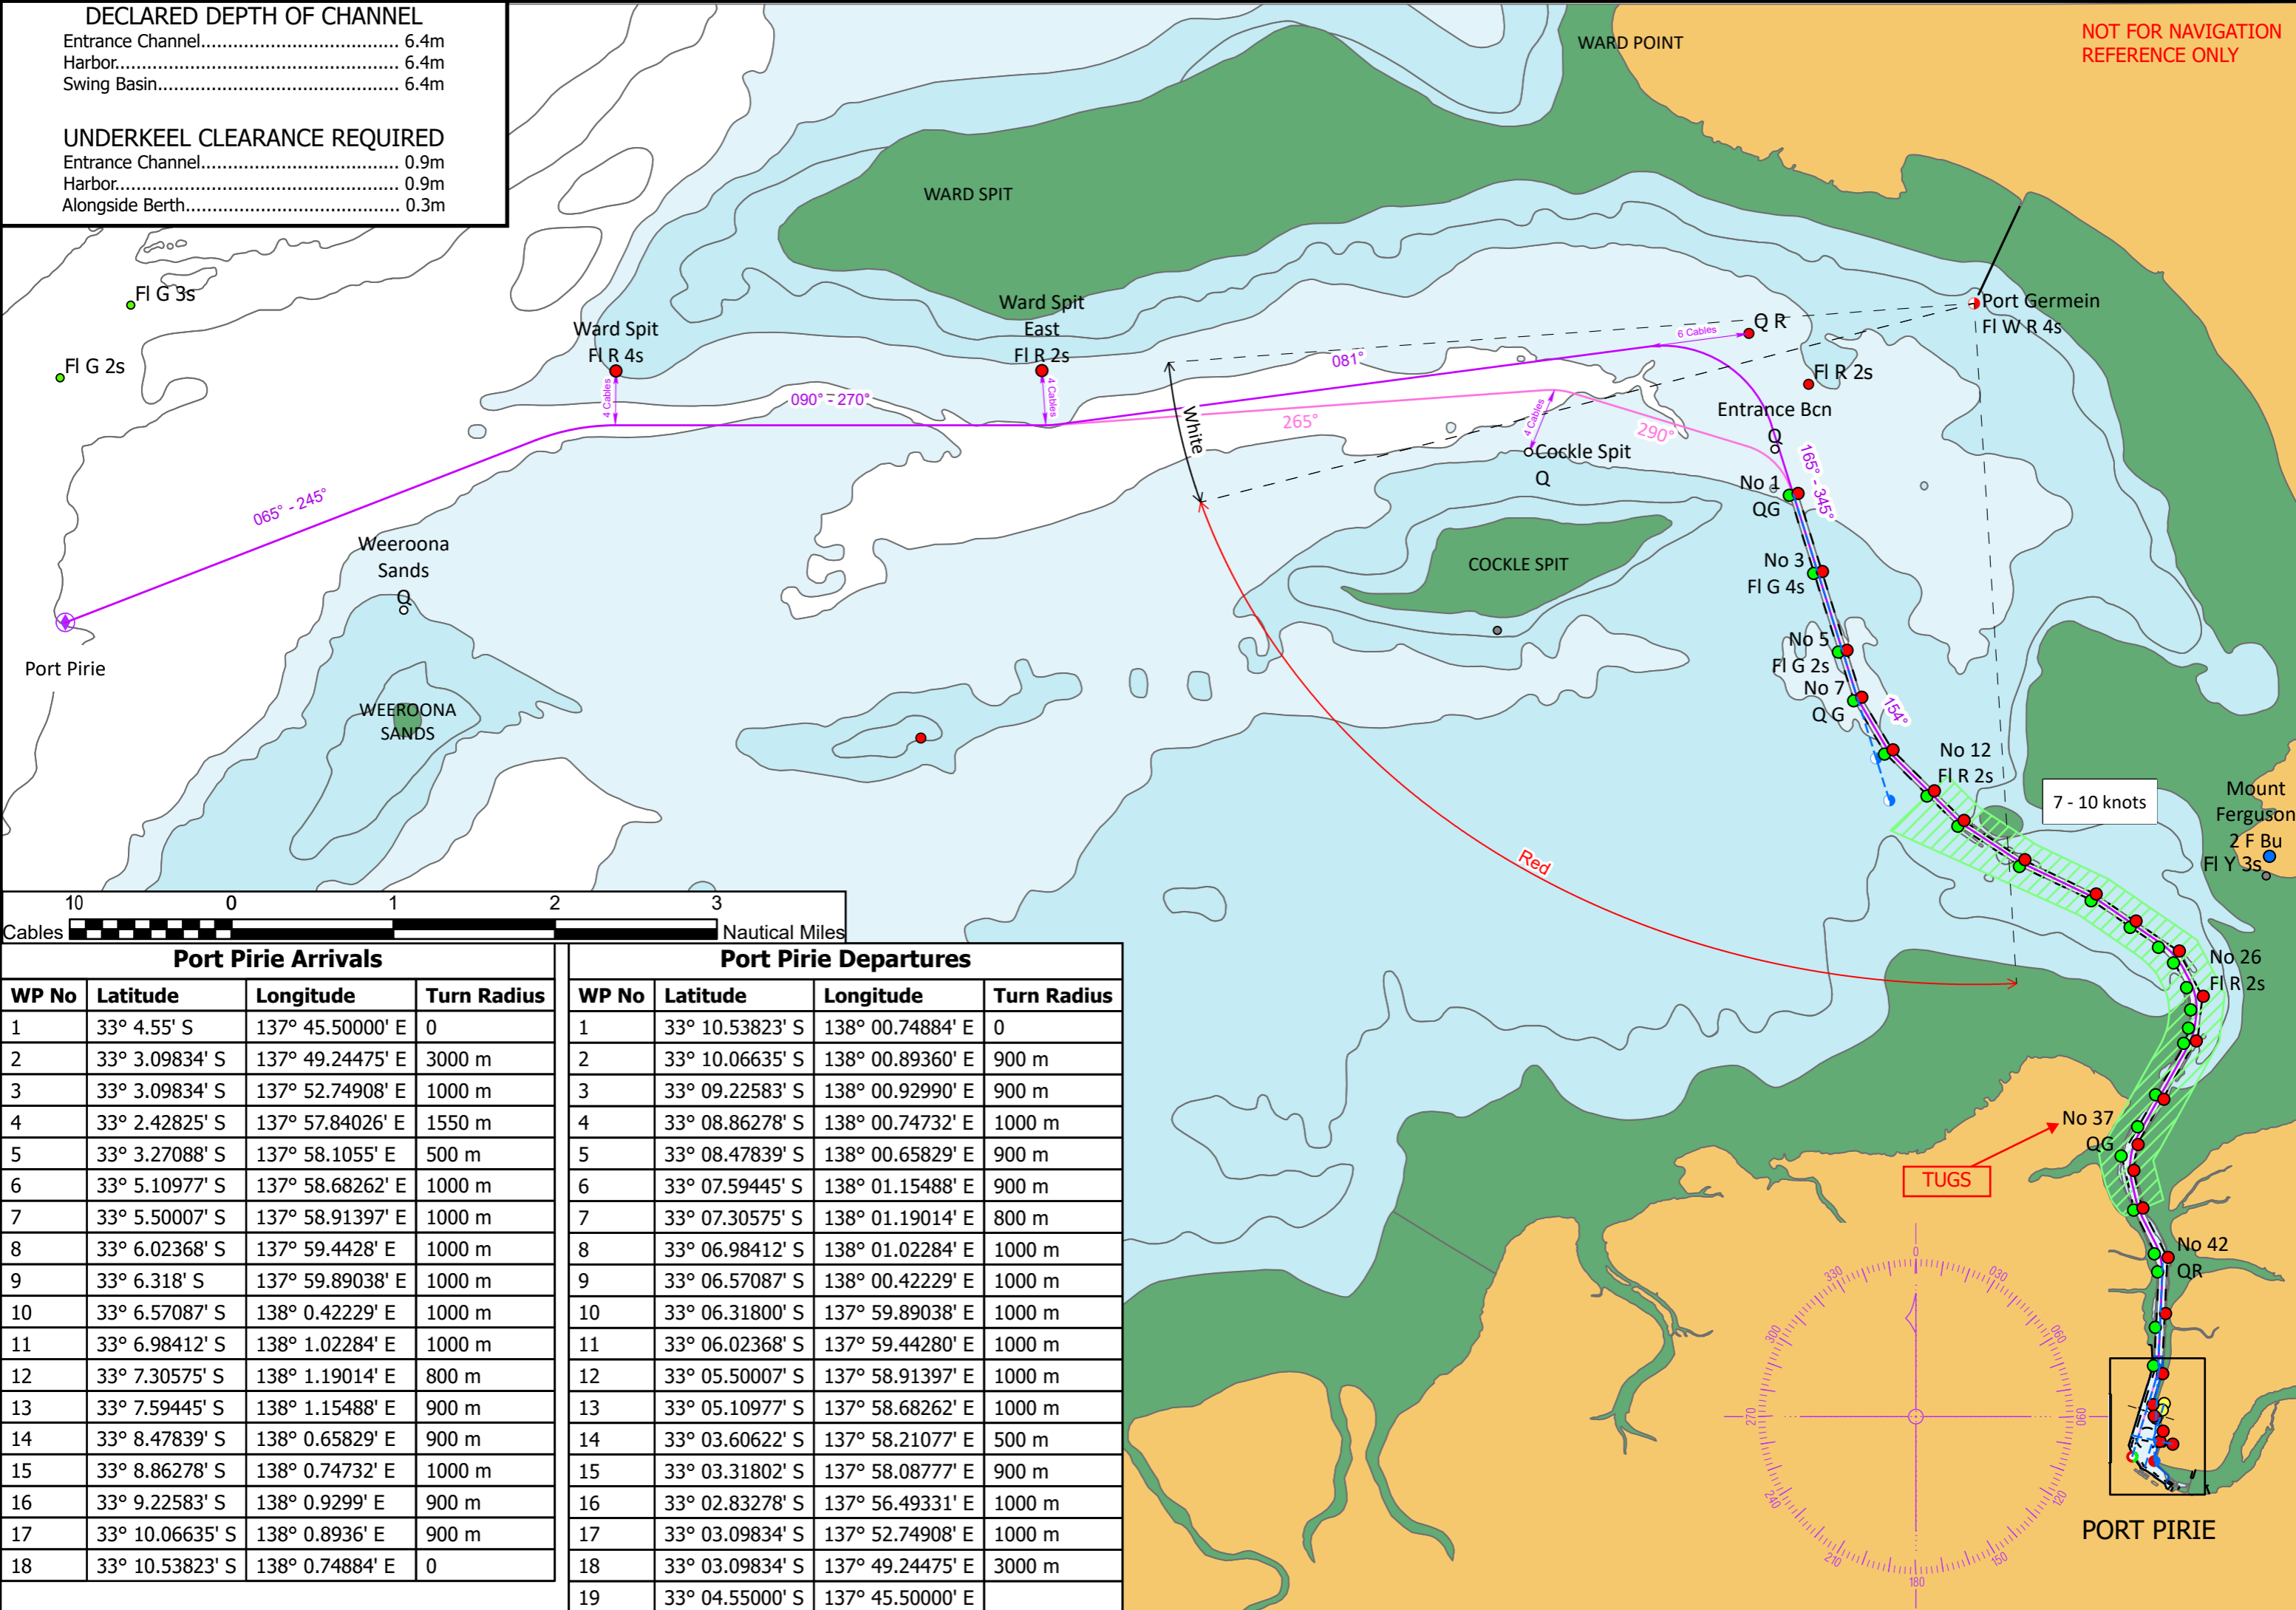 DECLARED DEPTH OF CHANNEL
Entrance Channel.................................... 6.4m
Harbor.................................................... 6.4m
Swing Basin............................................ 6.4m
UNDERKEEL CLEARANCE REQUIRED
Entrance Channel.................................... 0.9m
Harbor.................................................... 0.9m
Alongside Berth....................................... 0.3m
NOT FOR NAVIGATION
REFERENCE ONLY
WARD POINT
WARD SPIT
Fl G 3s
Fl G 2s
Ward Spit
Fl R 4s
Ward Spit
East
Fl R 2s
4 Cables
4 Cables
090° - 270°
065° - 245°
081°
265°
290°
6 Cables
4 Cables
Q R
Port Germein
Fl W R 4s
Fl R 2s
Entrance Bcn
Q
White
Cockle Spit
Q
165° - 345°
No 1
QG
COCKLE SPIT
No 3
Fl G 4s
No 5
Fl G 2s
No 7
Q G
154°
Weeroona
Sands
Q
Port Pirie
WEEROONA
SANDS
No 12
Fl R 2s
7 - 10 knots
Mount
Ferguson
2 F Bu
Fl Y 3s
Red
No 26
Fl R 2s
No 37
QG
TUGS
No 42
QR
PORT PIRIE
0
030
060
090
120
150
180
210
240
270
300
330
10 0 1 2 3
Cables Nautical Miles
Port Pirie Arrivals
WP No Latitude Longitude Turn Radius
1 33° 4.55' S 137° 45.50000' E 0
2 33° 3.09834' S 137° 49.24475' E 3000 m
3 33° 3.09834' S 137° 52.74908' E 1000 m
4 33° 2.42825' S 137° 57.84026' E 1550 m
5 33° 3.27088' S 137° 58.1055' E 500 m
6 33° 5.10977' S 137° 58.68262' E 1000 m
7 33° 5.50007' S 137° 58.91397' E 1000 m
8 33° 6.02368' S 137° 59.4428' E 1000 m
9 33° 6.318' S 137° 59.89038' E 1000 m
10 33° 6.57087' S 138° 0.42229' E 1000 m
11 33° 6.98412' S 138° 1.02284' E 1000 m
12 33° 7.30575' S 138° 1.19014' E 800 m
13 33° 7.59445' S 138° 1.15488' E 900 m
14 33° 8.47839' S 138° 0.65829' E 900 m
15 33° 8.86278' S 138° 0.74732' E 1000 m
16 33° 9.22583' S 138° 0.9299' E 900 m
17 33° 10.06635' S 138° 0.8936' E 900 m
18 33° 10.53823' S 138° 0.74884' E 0
Port Pirie Departures
WP No Latitude Longitude Turn Radius
1 33° 10.53823' S 138° 00.74884' E 0
2 33° 10.06635' S 138° 00.89360' E 900 m
3 33° 09.22583' S 138° 00.92990' E 900 m
4 33° 08.86278' S 138° 00.74732' E 1000 m
5 33° 08.47839' S 138° 00.65829' E 900 m
6 33° 07.59445' S 138° 01.15488' E 900 m
7 33° 07.30575' S 138° 01.19014' E 800 m
8 33° 06.98412' S 138° 01.02284' E 1000 m
9 33° 06.57087' S 138° 00.42229' E 1000 m
10 33° 06.31800' S 137° 59.89038' E 1000 m
11 33° 06.02368' S 137° 59.44280' E 1000 m
12 33° 05.50007' S 137° 58.91397' E 1000 m
13 33° 05.10977' S 137° 58.68262' E 1000 m
14 33° 03.60622' S 137° 58.21077' E 500 m
15 33° 03.31802' S 137° 58.08777' E 900 m
16 33° 02.83278' S 137° 56.49331' E 1000 m
17 33° 03.09834' S 137° 52.74908' E 1000 m
18 33° 03.09834' S 137° 49.24475' E 3000 m
19 33° 04.55000' S 137° 45.50000' E